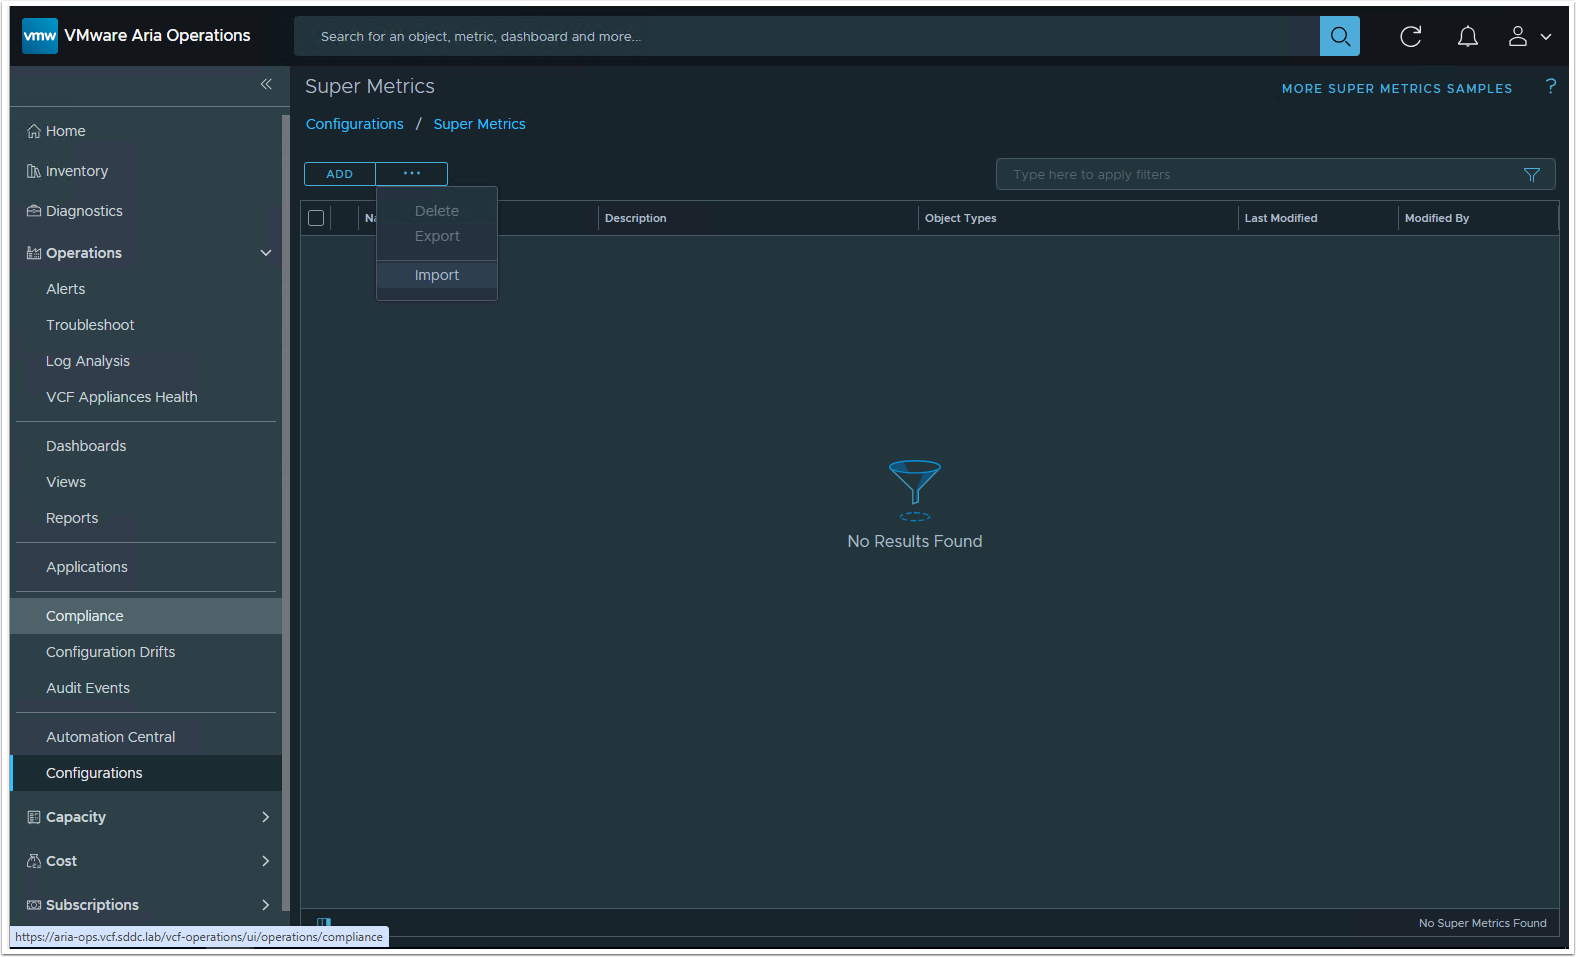 vmw VMware Aria Operations
Search for an object, metric, dashboard and more...
Super Metrics
MORE SUPER METRICS SAMPLES ?
Configurations / Super Metrics
Home
Inventory
Diagnostics
Operations
Alerts
Troubleshoot
Log Analysis
VCF Appliances Health
Dashboards
Views
Reports
Applications
Compliance
Configuration Drifts
Audit Events
Automation Central
Configurations
Capacity
Cost
Subscriptions
https://aria-ops.vcf.sddc.lab/vcf-operations/ui/operations/compliance
ADD ...
Type here to apply filters
Delete
Export
Import
Description Object Types Last Modified Modified By
No Results Found
No Super Metrics Found